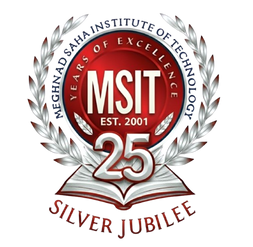 MEGHNAD SAHA INSTITUTE OF TECHNOLOGY
YEARS OF EXCELLENCE
MSIT
EST. 2001
25
SILVER JUBILEE